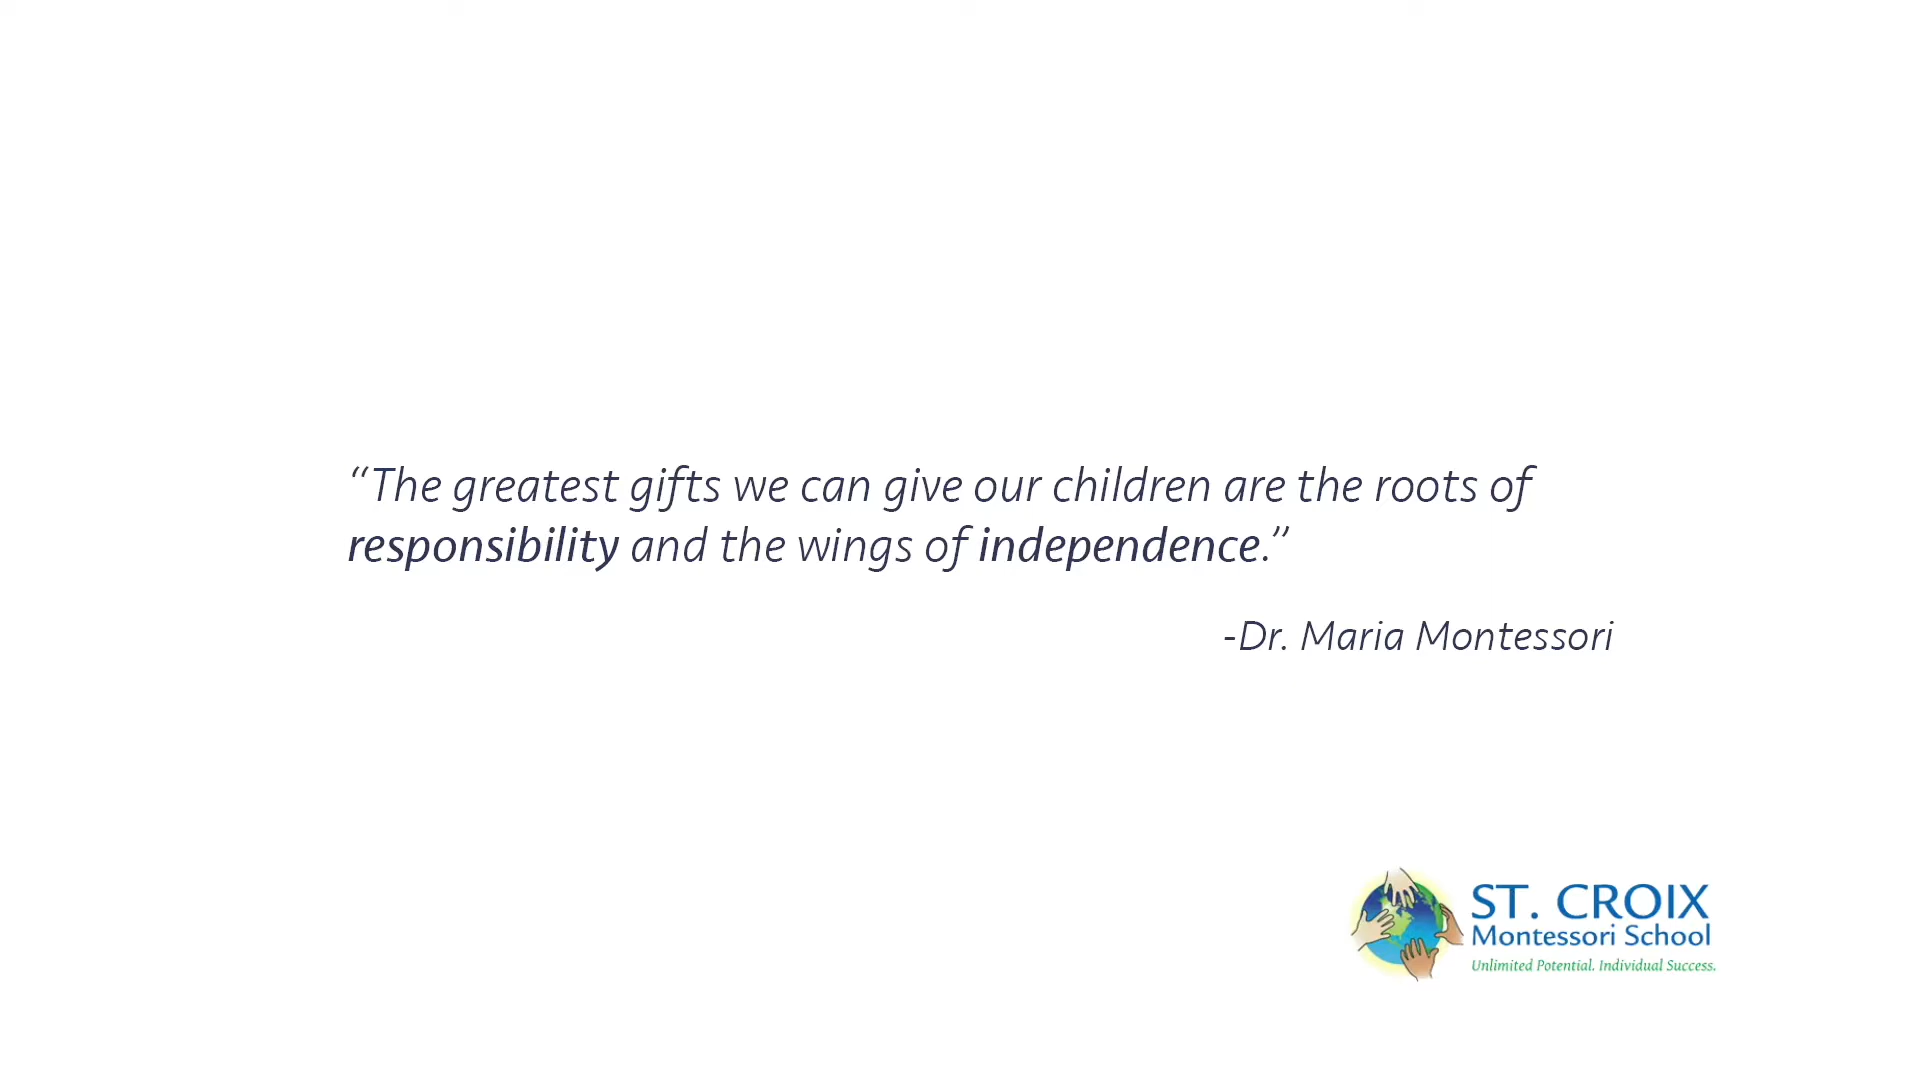 “The greatest gifts we can give our children are the roots of
responsibility and the wings of independence.”
-Dr. Maria Montessori
ST. CROIX
Montessori School
Unlimited Potential. Individual Success.